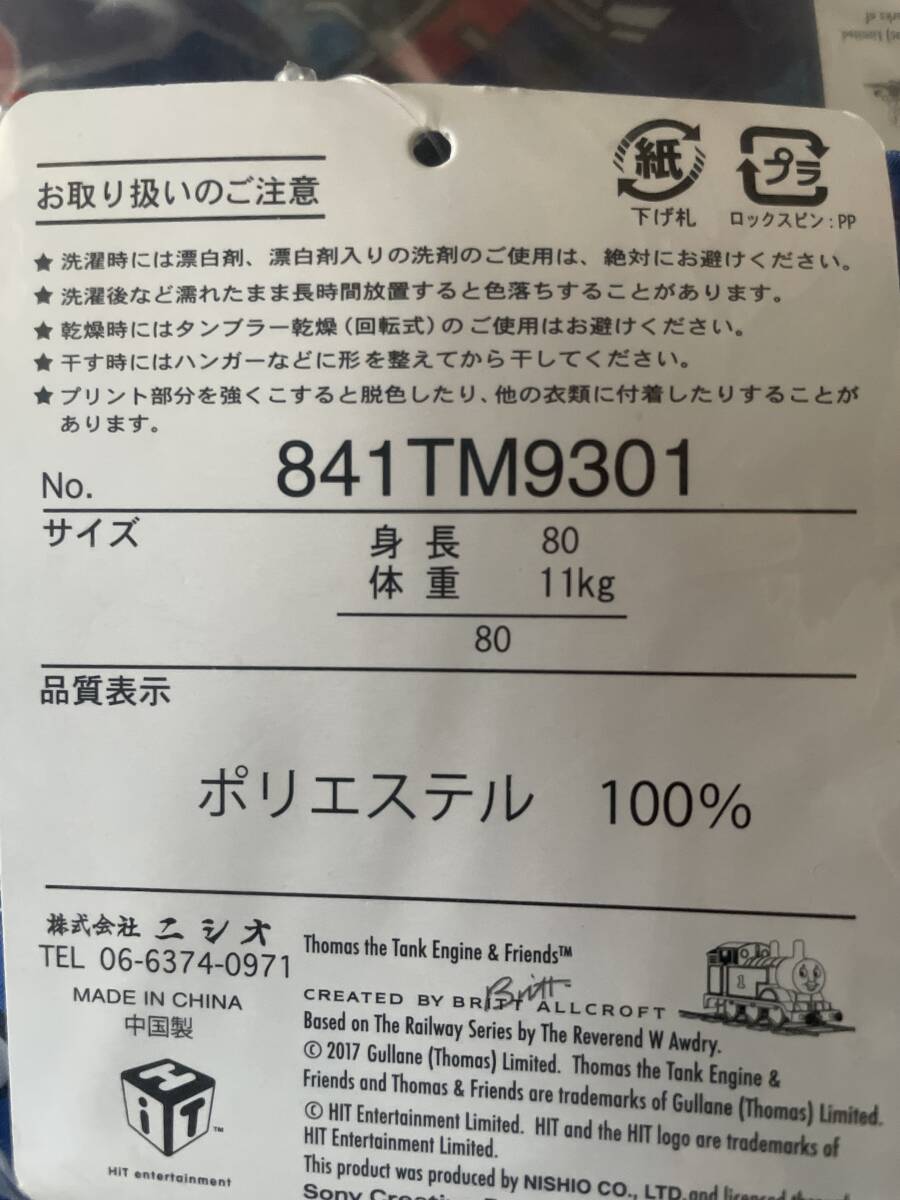 紙
プラ
下げ札
ロックスピン:PP
お取り扱いのご注意
★ 洗濯時には漂白剤、漂白剤入りの洗剤のご使用は、絶対にお避けください。
★ 洗濯後など濡れたまま長時間放置すると色落ちすることがあります。
★ 乾燥時にはタンブラー乾燥(回転式)のご使用はお避けください。
★ 干す時にはハンガーなどに形を整えてから干してください。
★ プリント部分を強くこすると脱色したり、他の衣類に付着したりすることが
あります。
No. 841TM9301
サイズ 身長 80
体重 11kg
80
品質表示
ポリエステル 100%
株式会社 ニシオ
TEL 06-6374-0971
MADE IN CHINA
中国製
HiT™
HiT entertainment
Thomas the Tank Engine & Friends™
CREATED BY BRITT ALLCROFT
Britt
1
Based on The Railway Series by The Reverend W Awdry.
© 2017 Gullane (Thomas) Limited. Thomas the Tank Engine &
Friends and Thomas & Friends are trademarks of Gullane (Thomas) Limited.
© HIT Entertainment Limited. HIT and the HIT logo are trademarks of
HIT Entertainment Limited.
This product was produced by NISHIO CO., LTD.and licensed
Sony